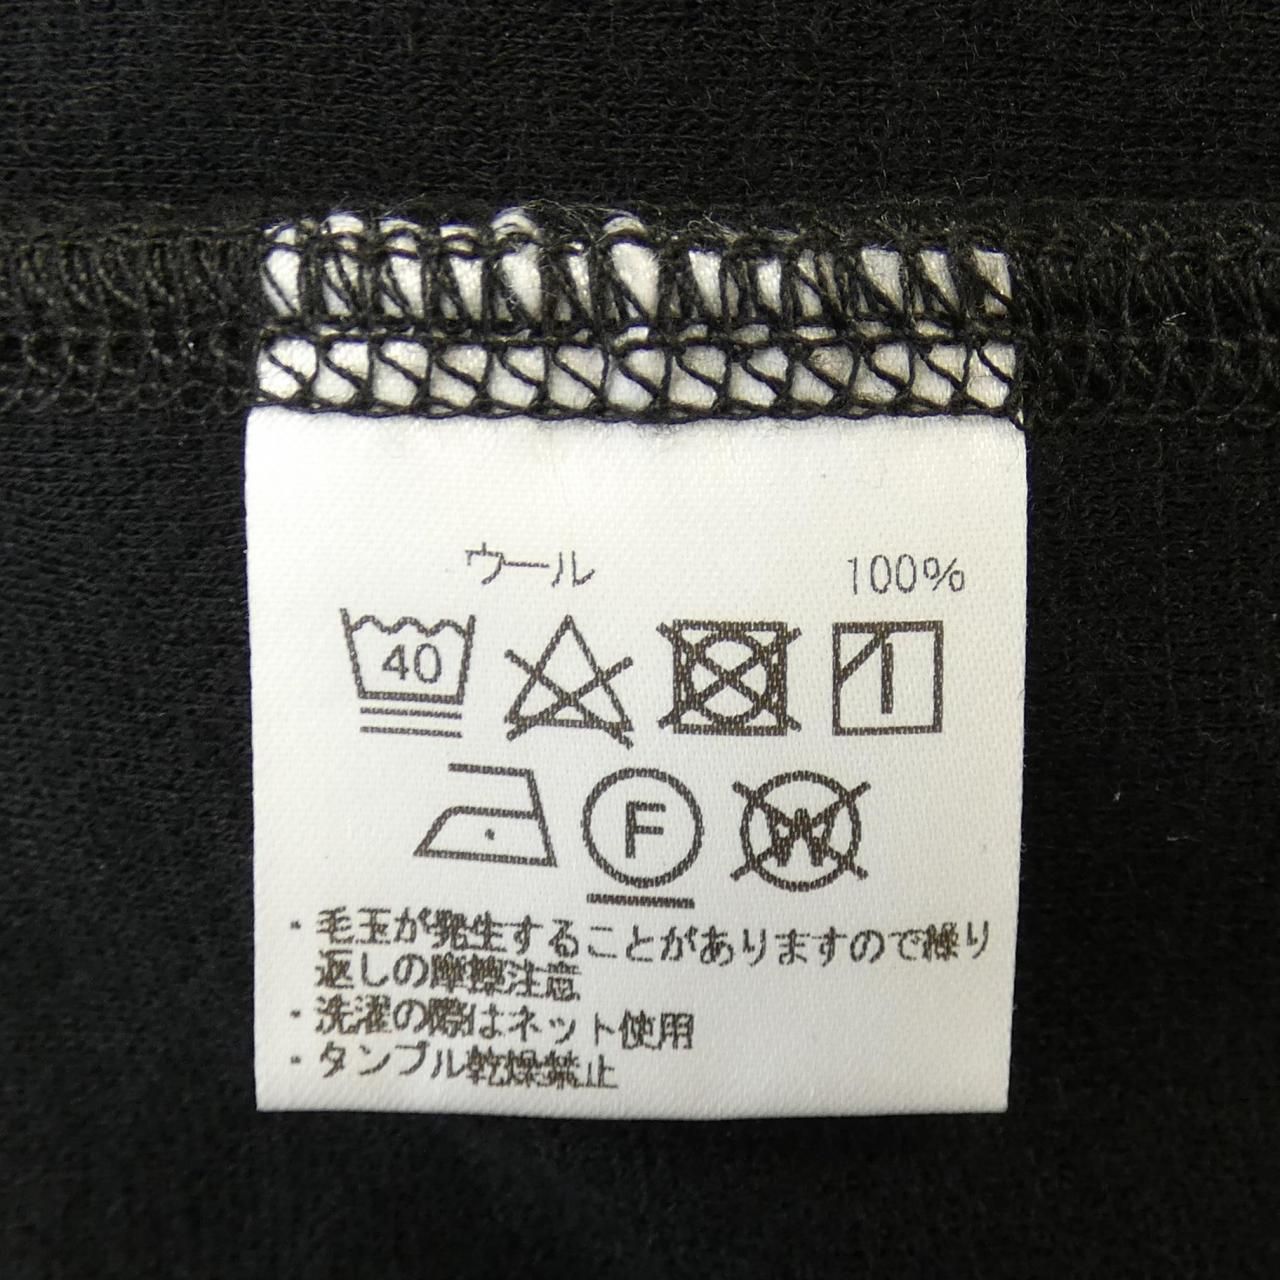 ウール 100%
40
F
W
・毛玉が発生することがありますので繰り
返しの摩擦注意
・洗濯の際はネット使用
・タンブル乾燥禁止